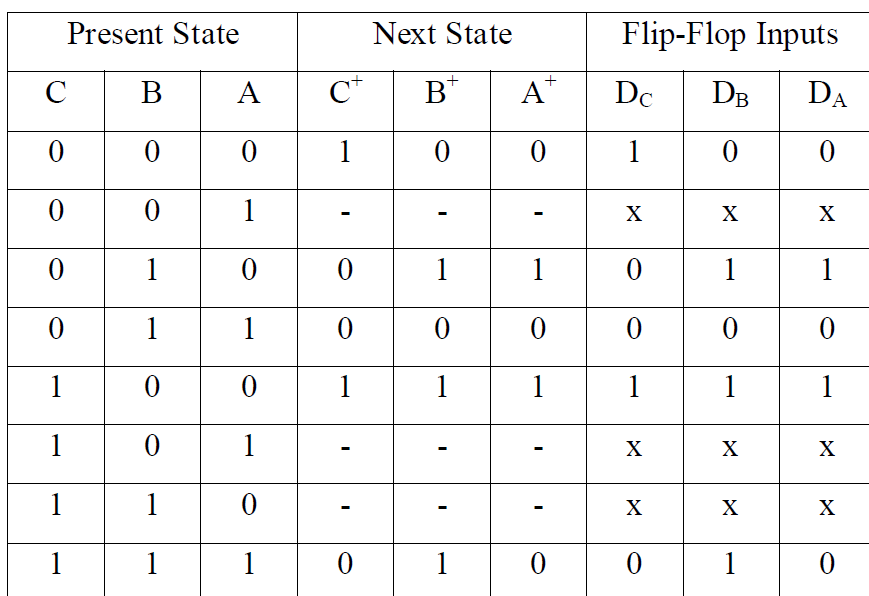 Present State Next State Flip-Flop Inputs
C B A C⁺ B⁺ A⁺ D_C D_B D_A
0 0 0 1 0 0 1 0 0
0 0 1 - - - x x x
0 1 0 0 1 1 0 1 1
0 1 1 0 0 0 0 0 0
1 0 0 1 1 1 1 1 1
1 0 1 - - - x x x
1 1 0 - - - x x x
1 1 1 0 1 0 0 1 0